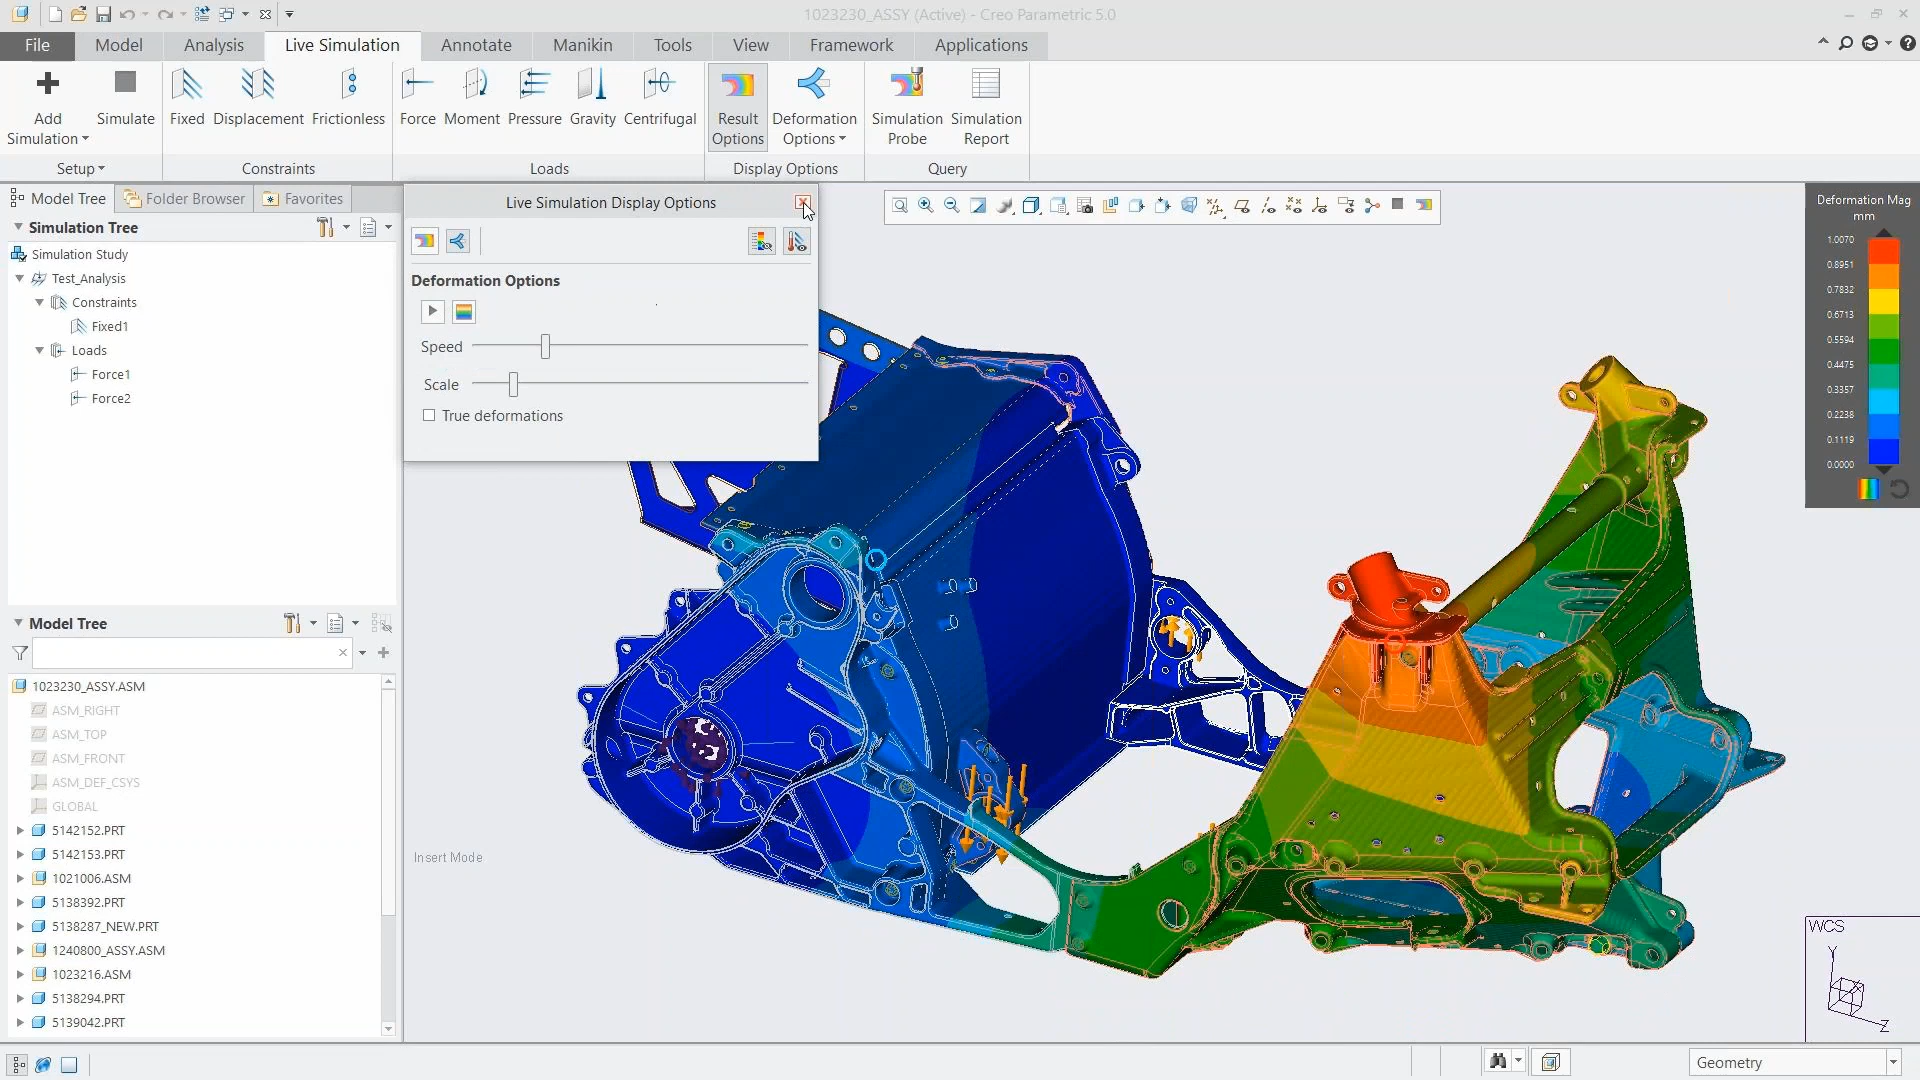 1023230_ASSY (Active) - Creo Parametric 5.0
File Model Analysis Live Simulation Annotate Manikin Tools View Framework Applications
Add Simulation
Simulate
Fixed
Displacement
Frictionless
Force
Moment
Pressure
Gravity
Centrifugal
Result Options
Deformation Options
Simulation Probe
Simulation Report
Setup
Constraints
Loads
Display Options
Query
Model Tree
Folder Browser
Favorites
Simulation Tree
Simulation Study
Test_Analysis
Constraints
Fixed1
Loads
Force1
Force2
Model Tree
1023230_ASSY.ASM
ASM_RIGHT
ASM_TOP
ASM_FRONT
ASM_DEF_CSYS
GLOBAL
5142152.PRT
5142153.PRT
1021006.ASM
5138392.PRT
5138287_NEW.PRT
1240800_ASSY.ASM
1023216.ASM
5138294.PRT
5139042.PRT
Live Simulation Display Options
Deformation Options
Speed
Scale
True deformations
Insert Mode
Deformation Mag
mm
1.0070
0.8951
0.7832
0.6713
0.5594
0.4475
0.3357
0.2238
0.1119
0.0000
WCS
Y
X
Z
Geometry